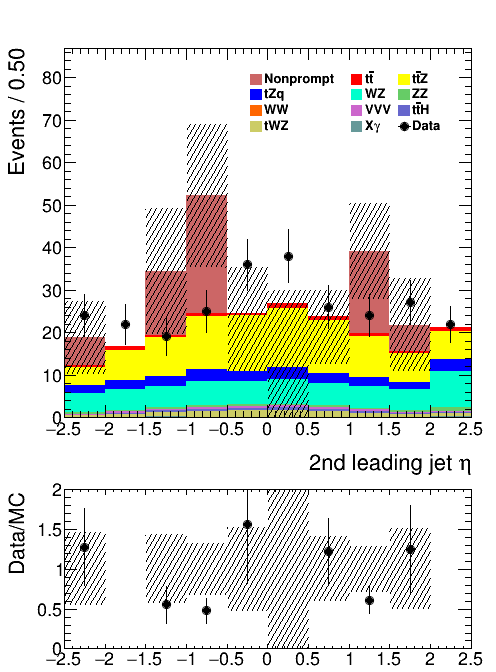 Events / 0.50
80
70
60
50
40
30
20
10
0
Nonprompt tt̄ tt̄Z
tZq WZ ZZ
WW VVV tt̄H
tWZ Xγ Data
−2.5 −2 −1.5 −1 −0.5 0 0.5 1 1.5 2 2.5
2nd leading jet η
Data/MC
2
1.5
1
0.5
0
−2.5 −2 −1.5 −1 −0.5 0 0.5 1 1.5 2 2.5